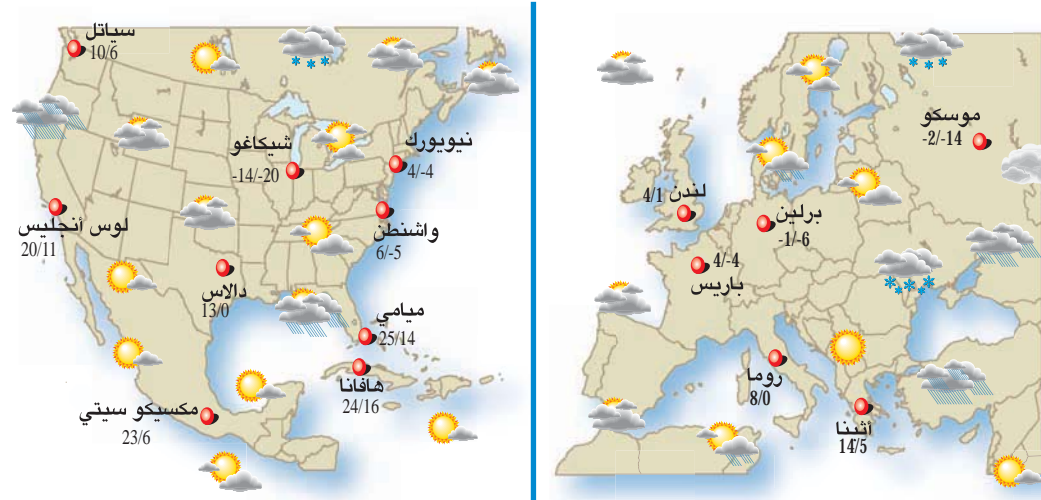 سياتل
10/6
شيكاغو
-14/-20
نيويورك
4/-4
لوس أنجليس
20/11
واشنطن
6/-5
دالاس
13/0
ميامي
25/14
هافانا
24/16
مكسيكو سيتي
23/6
موسكو
-2/-14
لندن 4/1
برلين
-1/-6
4/-4
باريس
روما
8/0
أثينا
14/5